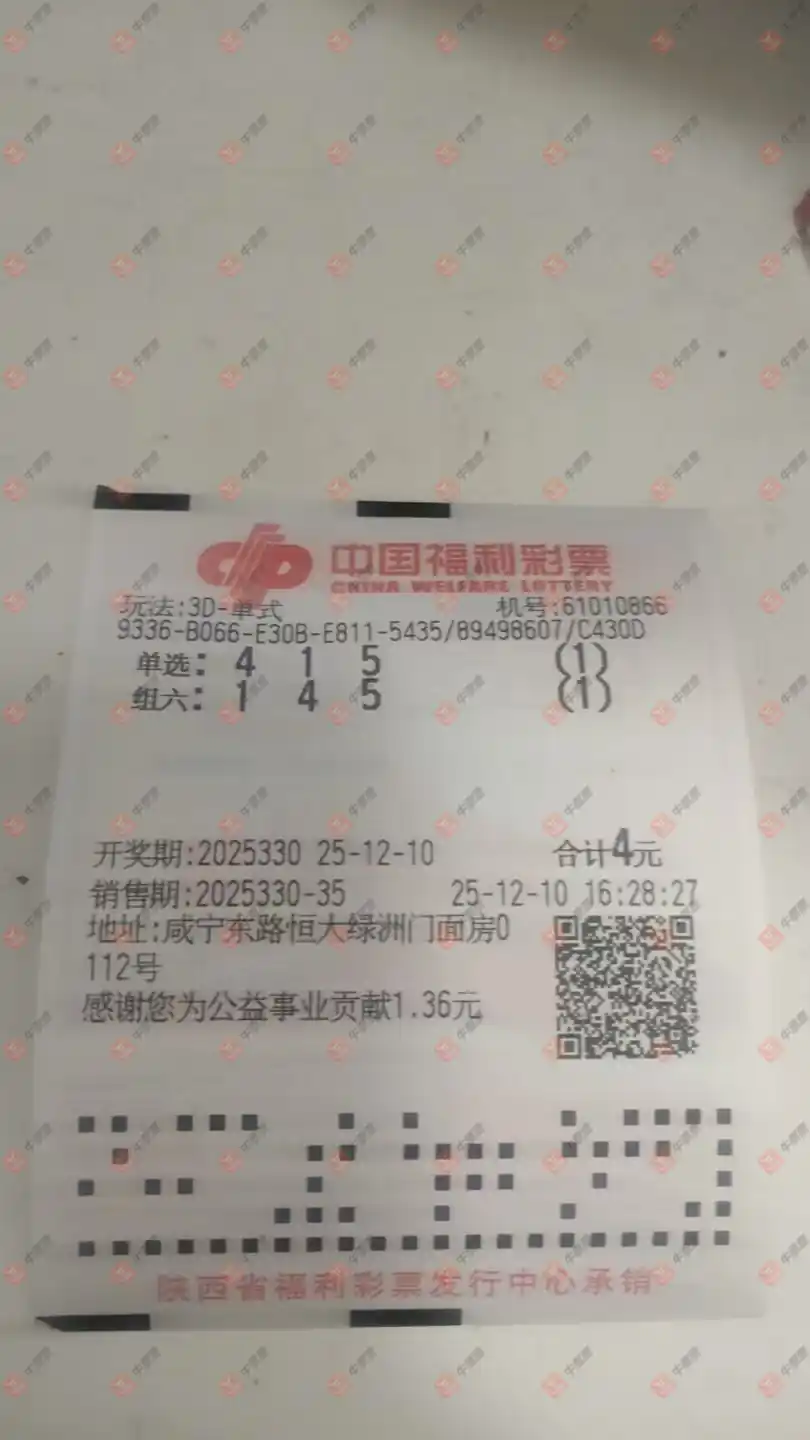 中国福利彩票
CHINA WELFARE LOTTERY
玩法:3D-单式 机号:61010866
9336-B066-E30B-E811-5435/89498607/C430D
单选: 4 1 5 (1)
组六: 1 4 5 (1)
开奖期:2025330 25-12-10 合计4元
销售期:2025330-35 25-12-10 16:28:27
地址:咸宁东路恒大绿洲门面房0
112号
感谢您为公益事业贡献1.36元
陕西省福利彩票发行中心承销